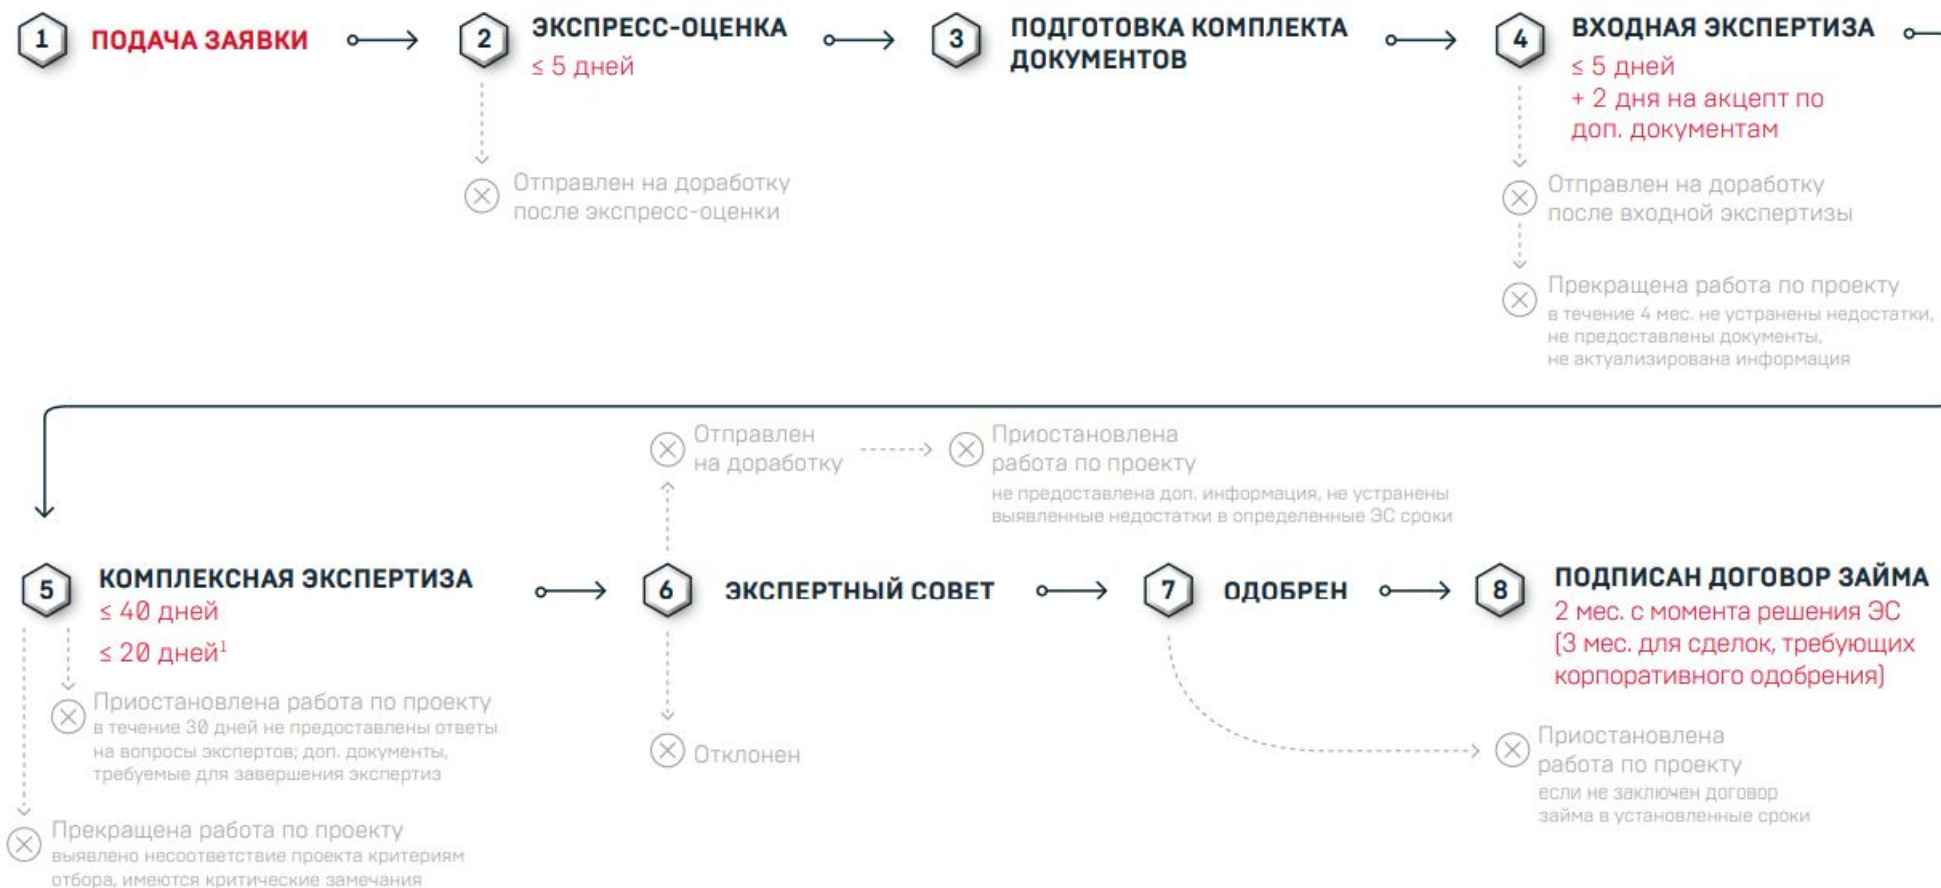 1
ПОДАЧА ЗАЯВКИ
2
ЭКСПРЕСС-ОЦЕНКА
≤ 5 дней
Отправлен на доработку
после экспресс-оценки
3
ПОДГОТОВКА КОМПЛЕКТА
ДОКУМЕНТОВ
4
ВХОДНАЯ ЭКСПЕРТИЗА
≤ 5 дней
+ 2 дня на акцепт по
доп. документам
Отправлен на доработку
после входной экспертизы
Прекращена работа по проекту
в течение 4 мес. не устранены недостатки,
не предоставлены документы,
не актуализирована информация
5
КОМПЛЕКСНАЯ ЭКСПЕРТИЗА
≤ 40 дней
≤ 20 дней¹
Приостановлена работа по проекту
в течение 30 дней не предоставлены ответы
на вопросы экспертов; доп. документы,
требуемые для завершения экспертиз
Прекращена работа по проекту
выявлено несоответствие проекта критериям
отбора, имеются критические замечания
Отправлен
на доработку
Приостановлена
работа по проекту
не предоставлена доп. информация, не устранены
выявленные недостатки в определенные ЭС сроки
6
ЭКСПЕРТНЫЙ СОВЕТ
Отклонен
7
ОДОБРЕН
8
ПОДПИСАН ДОГОВОР ЗАЙМА
2 мес. с момента решения ЭС
(3 мес. для сделок, требующих
корпоративного одобрения)
Приостановлена
работа по проекту
если не заключен договор
займа в установленные сроки